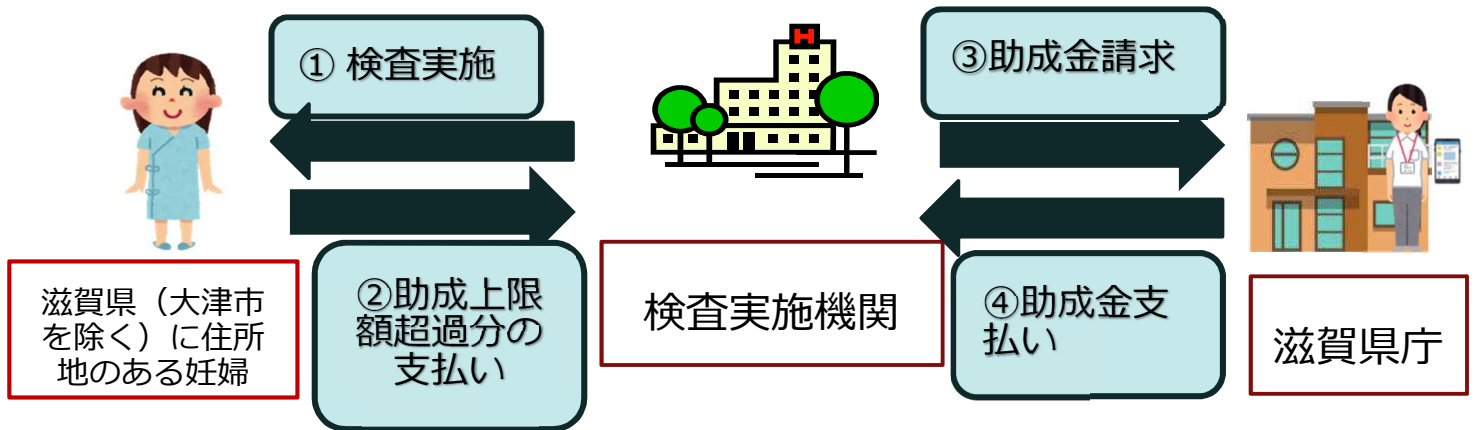 ① 検査実施
③助成金請求
H
滋賀県（大津市
を除く）に住所
地のある妊婦
②助成上限
額超過分の
支払い
検査実施機関
④助成金支
払い
滋賀県庁